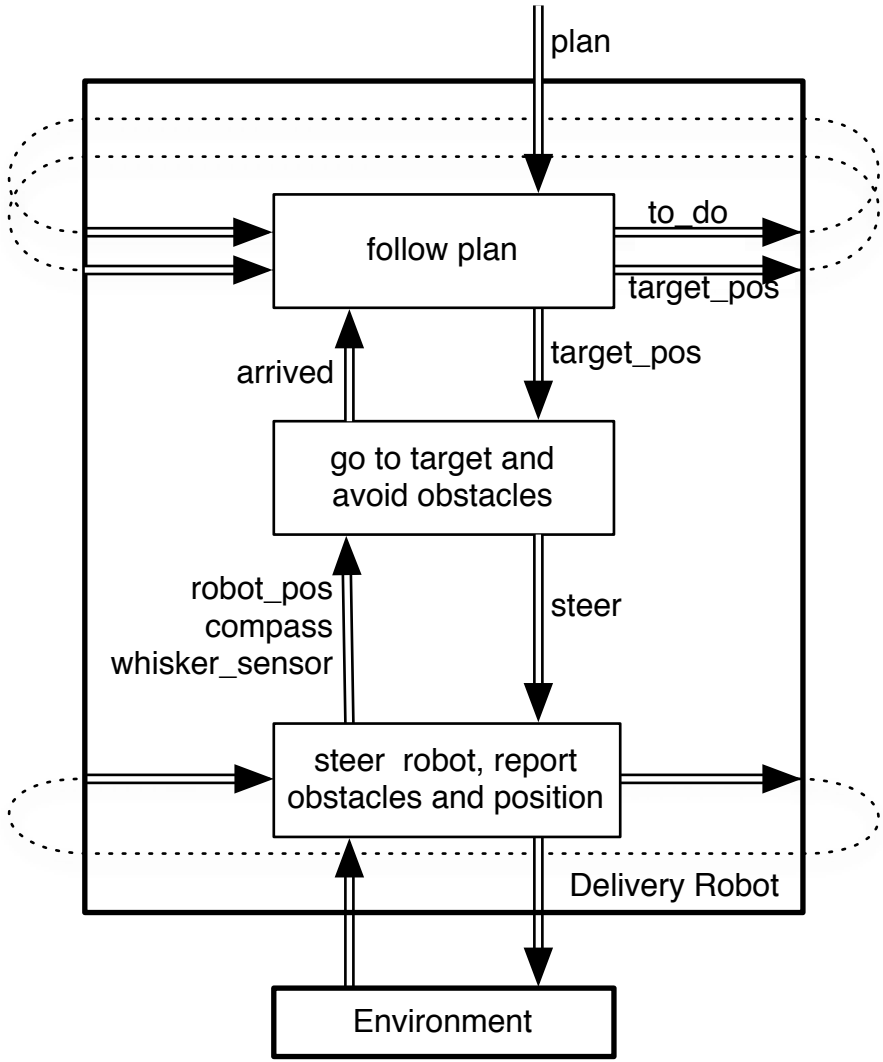 plan
to_do
follow plan
target_pos
target_pos
arrived
go to target and
avoid obstacles
robot_pos
compass
whisker_sensor
steer
steer robot, report
obstacles and position
Delivery Robot
Environment